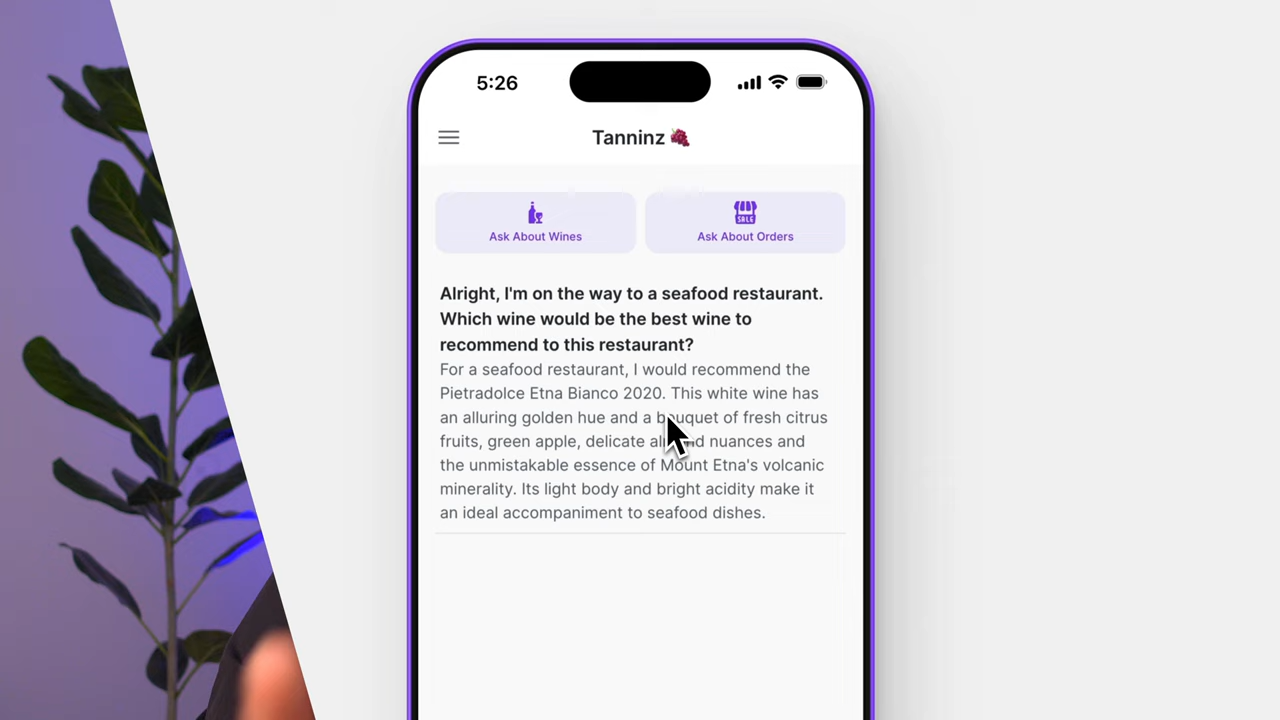 5:26
Tanninz 🍇
SALE
Ask About Wines
Ask About Orders
Alright, I'm on the way to a seafood restaurant.
Which wine would be the best wine to
recommend to this restaurant?
For a seafood restaurant, I would recommend the
Pietradolce Etna Bianco 2020. This white wine has
an alluring golden hue and a bouquet of fresh citrus
fruits, green apple, delicate almond nuances and
the unmistakable essence of Mount Etna's volcanic
minerality. Its light body and bright acidity make it
an ideal accompaniment to seafood dishes.